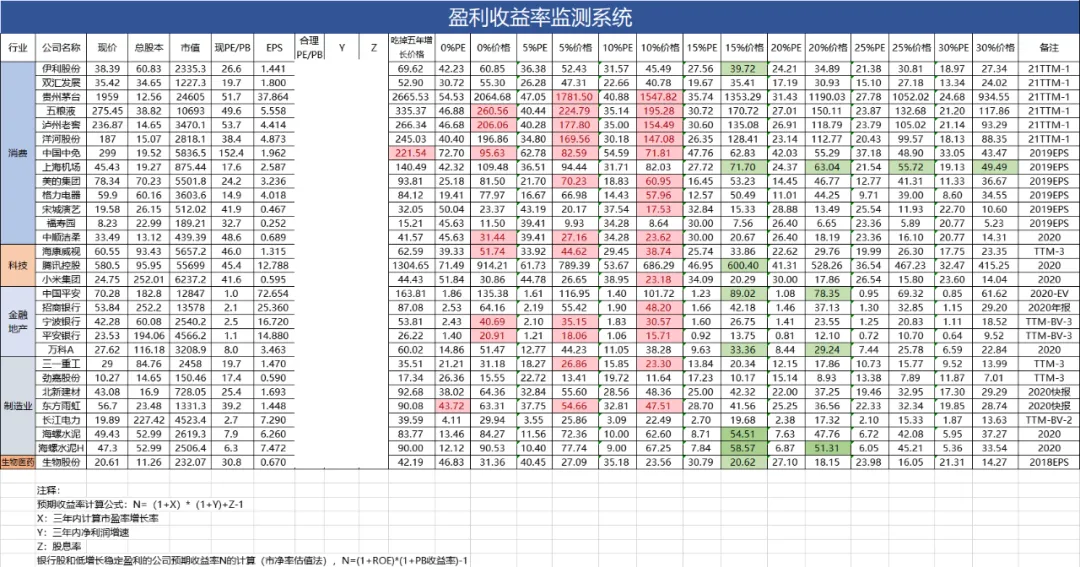 盈利收益率监测系统
行业 公司名称 现价 总股本 市值 现PE/PB EPS 合理PE/PB Y Z 吃掉五年增长价格 0%PE 0%价格 5%PE 5%价格 10%PE 10%价格 15%PE 15%价格 20%PE 20%价格 25%PE 25%价格 30%PE 30%价格 备注
消费
伊利股份 38.39 60.83 2335.3 26.6 1.441 69.62 42.23 60.85 36.38 52.43 31.57 45.49 27.56 39.72 24.21 34.89 21.38 30.81 18.97 27.34 21TTM-1
双汇发展 35.42 34.65 1227.3 19.7 1.800 52.90 30.72 55.30 26.28 47.31 22.66 40.78 19.67 35.41 17.19 30.93 15.10 27.18 13.34 24.02 21TTM-1
贵州茅台 1959 12.56 24605 51.7 37.864 2665.53 54.53 2064.68 47.05 1781.50 40.88 1547.82 35.74 1353.29 31.43 1190.03 27.78 1052.02 24.68 934.55 21TTM-1
五粮液 275.45 38.82 10693 49.6 5.558 335.37 46.88 260.56 40.44 224.79 35.14 195.28 30.72 170.72 27.01 150.11 23.87 132.68 21.20 117.86 21TTM-1
泸州老窖 236.87 14.65 3470.1 53.7 4.414 266.34 46.68 206.06 40.28 177.80 35.00 154.49 30.60 135.08 26.91 118.79 23.79 105.02 21.14 93.29 21TTM-1
洋河股份 187 15.07 2818.1 38.4 4.873 245.03 40.40 196.86 34.80 169.56 30.18 147.08 26.35 128.41 23.14 112.77 20.43 99.57 18.13 88.35 21TTM-1
中国中免 299 19.52 5836.5 152.4 1.962 221.54 72.70 95.63 62.78 82.59 54.59 71.81 47.76 62.83 42.03 55.29 37.18 48.90 33.05 43.47 2019EPS
上海机场 45.43 19.27 875.44 17.6 2.587 140.49 42.32 109.48 36.51 94.44 31.71 82.03 27.72 71.70 24.37 63.04 21.54 55.72 19.13 49.49 2019EPS
美的集团 78.34 70.23 5501.8 24.2 3.236 93.81 25.18 81.50 21.70 70.23 18.83 60.95 16.45 53.23 14.45 46.77 12.77 41.31 11.33 36.67 2019EPS
格力电器 59.9 60.16 3603.6 14.9 4.018 84.12 19.41 77.97 16.67 66.98 14.43 57.96 12.57 50.49 11.01 44.25 9.71 39.00 8.60 34.55 2019EPS
宋城演艺 19.58 26.15 512.02 41.9 0.467 32.05 50.04 23.37 43.19 20.17 37.54 17.53 32.84 15.33 28.88 13.49 25.54 11.93 22.70 10.60 2019EPS
福寿园 8.23 22.99 189.21 32.7 0.252 15.21 45.63 11.50 39.41 9.93 34.28 8.64 30.00 7.56 26.40 6.65 23.36 5.89 20.77 5.23 2019EPS
中顺洁柔 33.49 13.12 439.39 48.6 0.689 41.57 45.63 31.44 39.41 27.16 34.28 23.62 30.00 20.67 26.40 18.19 23.36 16.10 20.77 14.31 2020
科技
海康威视 60.55 93.43 5657.2 46.0 1.315 62.59 39.33 51.74 33.92 44.62 29.45 38.74 25.75 33.86 22.62 29.76 19.99 26.30 17.75 23.35 TTM-3
腾讯控股 580.5 95.95 55699 45.4 12.788 1304.65 71.49 914.21 61.73 789.39 53.67 686.29 46.95 600.40 41.31 528.26 36.54 467.23 32.47 415.25 2020
小米集团 24.75 252.01 6237.2 41.6 0.595 44.43 51.84 30.86 44.78 26.65 38.95 23.18 34.09 20.29 30.00 17.86 26.54 15.80 23.60 14.04 2020
金融地产
中国平安 70.28 182.8 12847 1.0 72.654 163.81 1.86 135.38 1.61 116.95 1.40 101.72 1.23 89.02 1.08 78.35 0.95 69.32 0.85 61.62 2020-EV
招商银行 53.84 252.2 13578 2.1 25.360 87.08 2.53 64.16 2.19 55.42 1.90 48.20 1.66 42.18 1.46 37.13 1.30 32.85 1.15 29.20 2020年报
宁波银行 42.28 60.08 2540.2 2.5 16.720 53.81 2.43 40.69 2.10 35.15 1.83 30.57 1.60 26.75 1.41 23.55 1.25 20.83 1.11 18.52 TTM-BV-3
平安银行 23.53 194.06 4566.2 1.1 14.880 26.22 1.40 20.91 1.21 18.06 1.06 15.71 0.92 13.75 0.81 12.10 0.72 10.70 0.64 9.52 TTM-BV-3
万科A 27.62 116.18 3208.9 8.0 3.463 60.02 14.86 51.47 12.77 44.23 11.05 38.28 9.63 33.36 8.44 29.24 7.44 25.78 6.59 22.84 2020
制造业
三一重工 29 84.76 2458 19.7 1.470 35.51 21.21 31.18 18.27 26.86 15.85 23.30 13.84 20.34 12.15 17.86 10.73 15.77 9.52 13.99 TTM-3
劲嘉股份 10.27 14.65 150.46 17.4 0.590 17.34 26.36 15.55 22.72 13.41 19.72 11.64 17.23 10.17 15.14 8.93 13.38 7.89 11.87 7.01 TTM-3
北新建材 43.08 16.9 728.05 25.4 1.693 92.68 38.02 64.36 32.84 55.60 28.56 48.36 25.00 42.32 22.00 37.25 19.46 32.95 17.30 29.29 2020快报
东方雨虹 56.7 23.48 1331.3 39.2 1.448 90.08 43.72 63.31 37.75 54.66 32.81 47.51 28.70 41.56 25.25 36.56 22.33 32.34 19.85 28.74 2020快报
长江电力 19.89 227.42 4523.4 2.7 7.290 39.59 4.11 29.94 3.55 25.86 3.09 22.49 2.70 19.68 2.38 17.32 2.10 15.33 1.87 13.63 TTM-BV-2
海螺水泥 49.43 52.99 2619.3 7.9 6.260 83.77 13.46 84.27 11.56 72.36 10.00 62.60 8.71 54.51 7.63 47.76 6.72 42.08 5.95 37.27 2020
海螺水泥H 47.3 52.99 2506.4 6.3 7.472 90.00 12.12 90.53 10.40 77.74 9.00 67.25 7.84 58.57 6.87 51.31 6.05 45.21 5.36 33.54 2020
生物医药
生物股份 20.61 11.26 232.07 30.8 0.670 42.19 46.83 31.36 40.45 27.09 35.18 23.56 30.79 20.62 27.10 18.15 23.98 16.05 21.31 14.27 2018EPS
注释：
预期收益率计算公式：N=（1+X）*（1+Y)+Z-1
X：三年内计算市盈率增长率
Y：三年内净利润增速
Z：股息率
银行股和低增长稳定盈利的公司预期收益率N的计算（市净率估值法），N=(1+ROE)*(1+PB收益率)-1